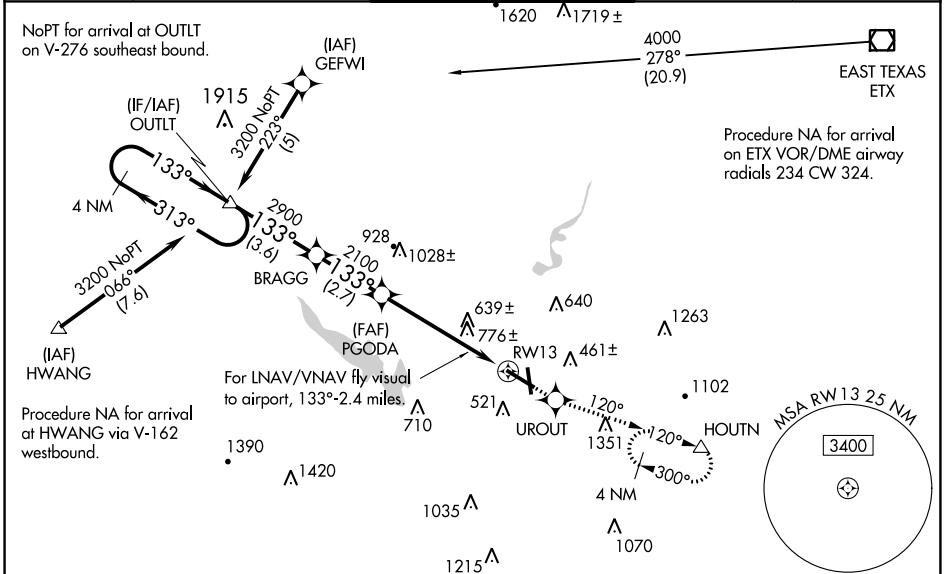 1620
1719±
NoPT for arrival at OUTLT
on V-276 southeast bound.
(IAF)
GEFWI
4000
278°
(20.9)
EAST TEXAS
ETX
1915
(IF/IAF)
OUTLT
3200 NoPT
223°
(5)
Procedure NA for arrival
on ETX VOR/DME airway
radials 234 CW 324.
133°
4 NM
313°
2900
133°
(3.6)
BRAGG
2100
133°
(2.7)
928
1028±
3200 NoPT
066°
(7.6)
(IAF)
HWANG
(FAF)
PGODA
639±
776±
640
1263
RW13
461±
For LNAV/VNAV fly visual
to airport, 133°-2.4 miles.
Procedure NA for arrival
at HWANG via V-162
westbound.
710
521
UROUT
120°
1102
1351
120°
HOUTN
300°
4 NM
MSA RW13 25 NM
3400
1390
1420
1035
1070
1215